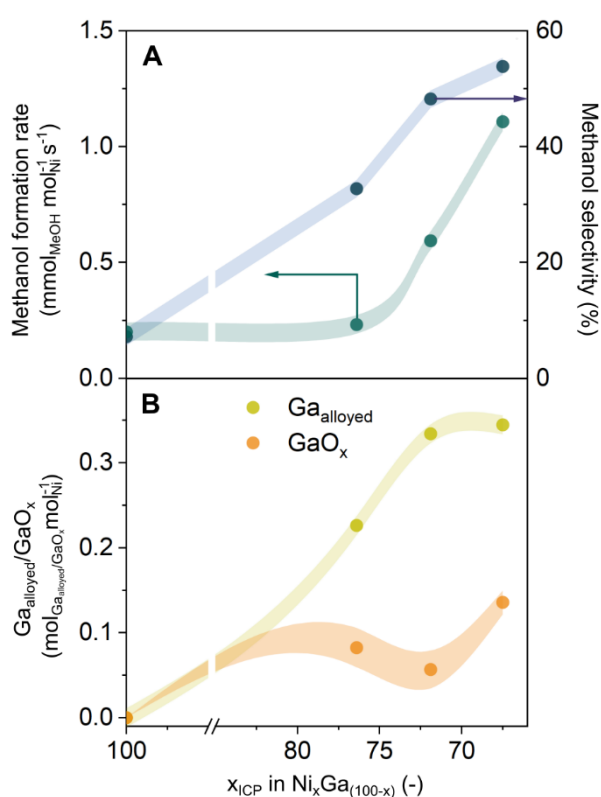 A
Methanol formation rate
(mmol_MeOH mol_Ni^-1 s^-1)
1.5
1.0
0.5
0.0
60
40
20
0
Methanol selectivity (%)
B
Ga_alloyed
GaO_x
Ga_alloyed/GaO_x
(mol_Ga_alloyed/GaO_x mol_Ni^-1)
0.3
0.2
0.1
0.0
100
80
75
70
x_ICP in Ni_xGa_(100-x) (-)